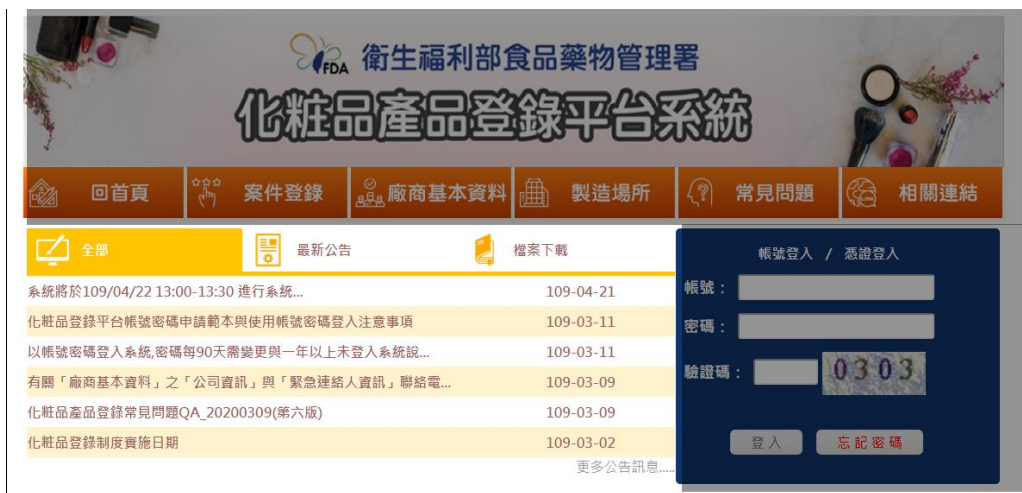 FDA 衛生福利部食品藥物管理署
化粧品產品登錄平台系統
回首頁 案件登錄 廠商基本資料 製造場所 常見問題 相關連結
全部 最新公告 檔案下載
系統將於109/04/22 13:00-13:30 進行系統... 109-04-21
化粧品登錄平台帳號密碼申請範本與使用帳號密碼登入注意事項 109-03-11
以帳號密碼登入系統,密碼每90天需變更與一年以上未登入系統說... 109-03-11
有關「廠商基本資料」之「公司資訊」與「緊急連絡人資訊」聯絡電... 109-03-09
化粧品產品登錄常見問題QA_20200309(第六版) 109-03-09
化粧品登錄制度實施日期 109-03-02
更多公告訊息.....
帳號登入 / 憑證登入
帳號：
密碼：
驗證碼： 0303
登入 忘記密碼